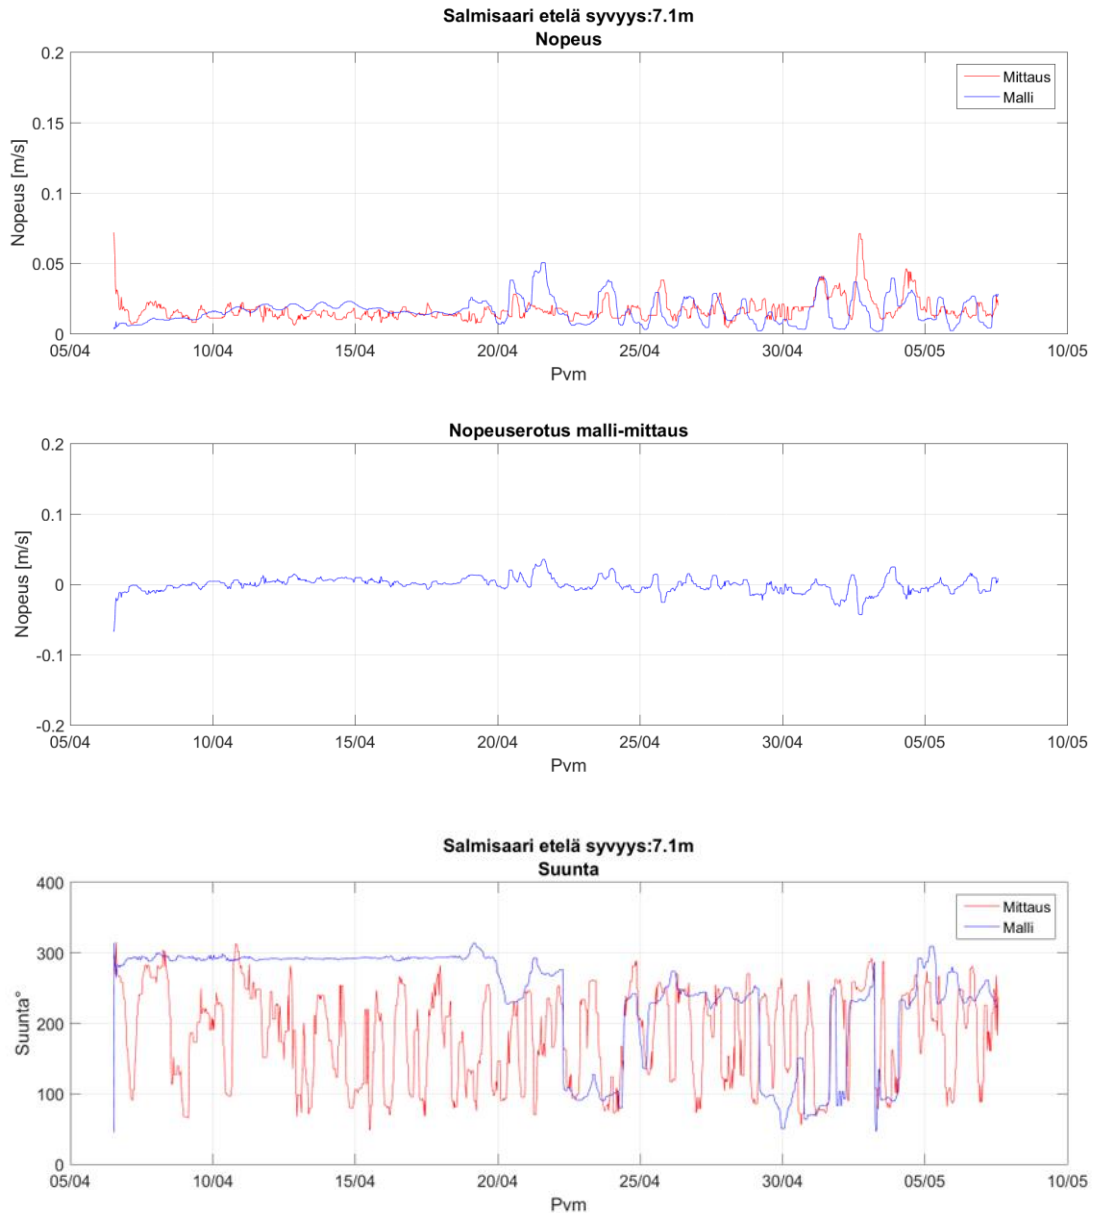 Salmisaari etelä syvyys:7.1m
Nopeus
0.2
0.15
0.1
0.05
0
Nopeus [m/s]
Mittaus
Malli
05/04 10/04 15/04 20/04 25/04 30/04 05/05 10/05
Pvm
Nopeuserotus malli-mittaus
0.2
0.1
0
-0.1
-0.2
Nopeus [m/s]
05/04 10/04 15/04 20/04 25/04 30/04 05/05 10/05
Pvm
Salmisaari etelä syvyys:7.1m
Suunta
400
300
200
100
0
Suunta°
Mittaus
Malli
05/04 10/04 15/04 20/04 25/04 30/04 05/05 10/05
Pvm